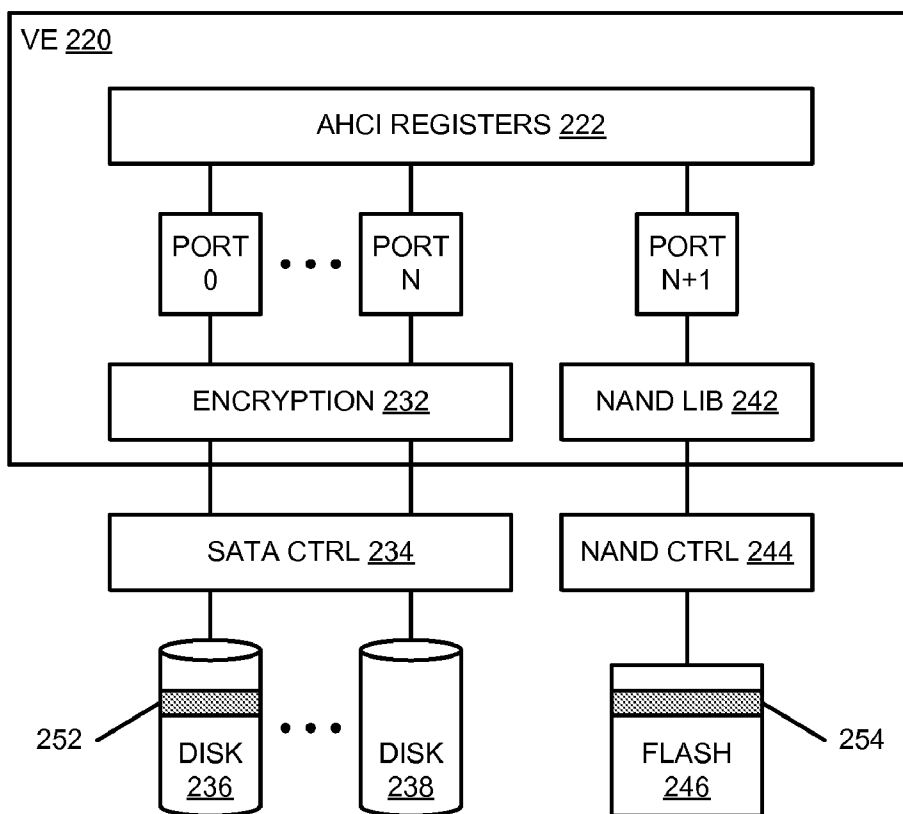 VE 220
AHCI REGISTERS 222
PORT 0
PORT N
PORT N+1
ENCRYPTION 232
NAND LIB 242
SATA CTRL 234
NAND CTRL 244
252
DISK 236
DISK 238
FLASH 246
254